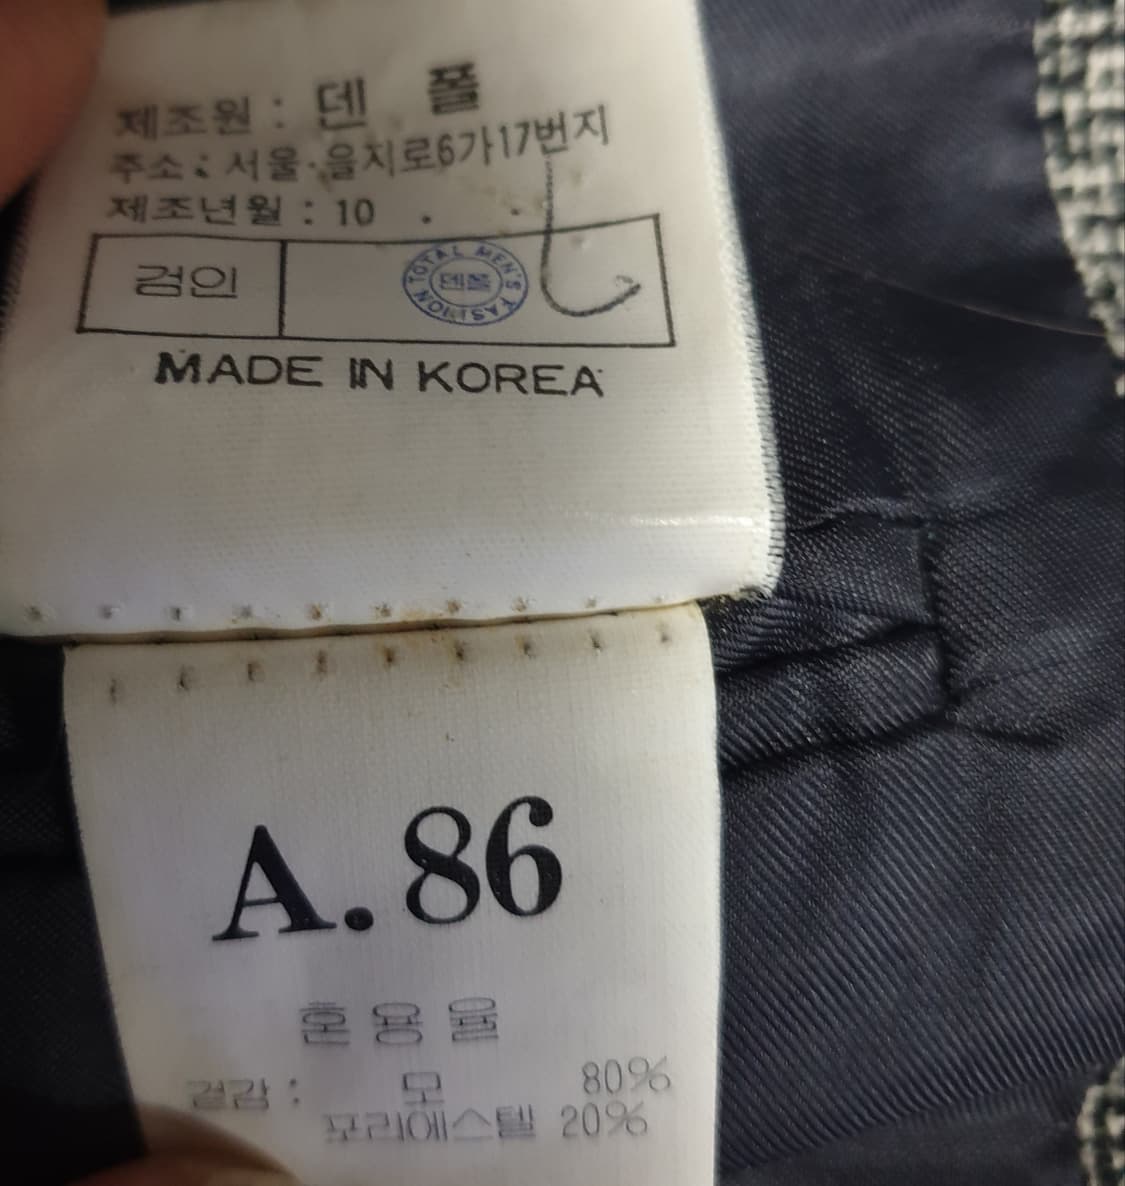 제조원 : 덴 폴
주소 : 서울·을지로6가17번지
제조년월 : 10 . .
검인
TOTAL MEN'S FASHION
덴폴
MADE IN KOREA
A. 86
혼용율
겉감 : 모 80%
포리에스텔 20%